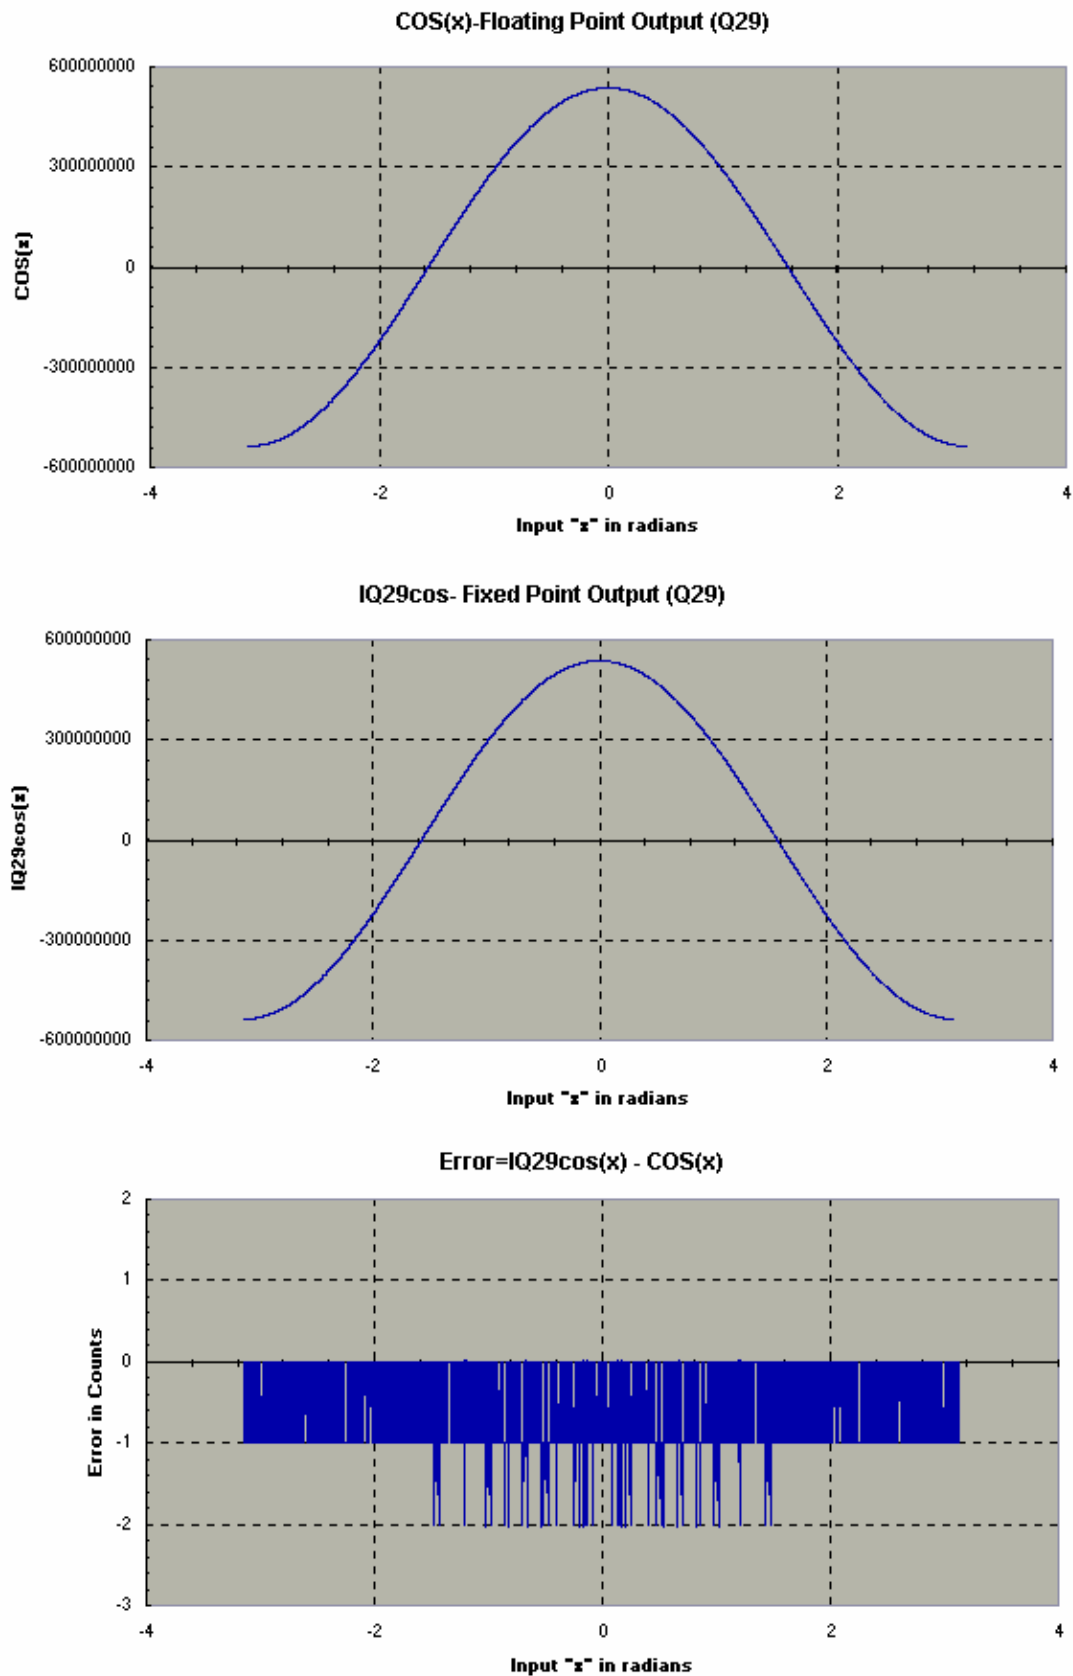 COS(x)-Floating Point Output (Q29)
600000000
300000000
0
-300000000
-600000000
COS(x)
-4 -2 0 2 4
Input "x" in radians
IQ29cos- Fixed Point Output (Q29)
600000000
300000000
0
-300000000
-600000000
IQ29cos(x)
-4 -2 0 2 4
Input "x" in radians
Error=IQ29cos(x) - COS(x)
2
1
0
-1
-2
-3
Error in Counts
-4 -2 0 2 4
Input "x" in radians